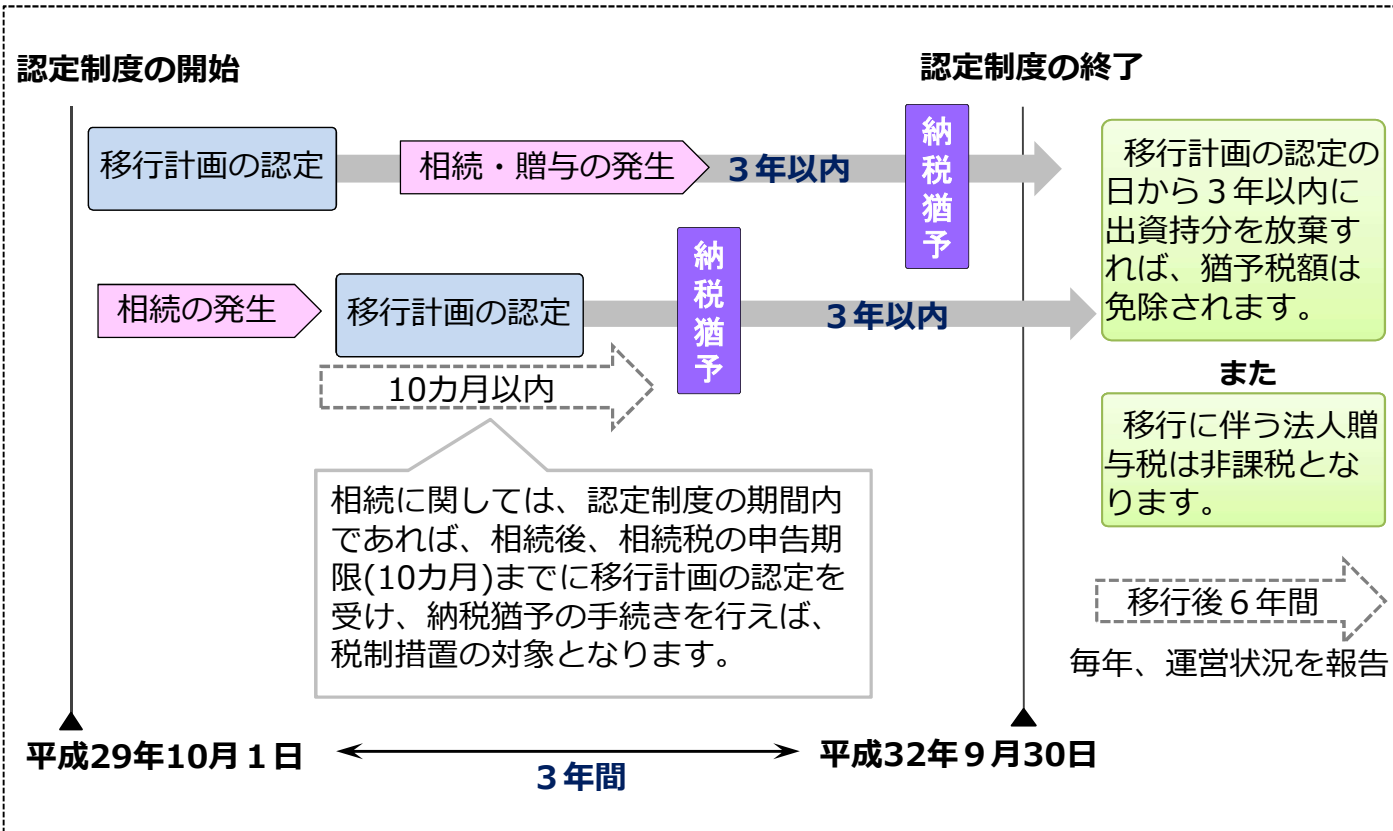 認定制度の開始
認定制度の終了
移行計画の認定
相続・贈与の発生
３年以内
納税猶予
相続の発生
移行計画の認定
納税猶予
３年以内
10カ月以内
相続に関しては、認定制度の期間内
であれば、相続後、相続税の申告期
限(10カ月)までに移行計画の認定を
受け、納税猶予の手続きを行えば、
税制措置の対象となります。
移行計画の認定の
日から３年以内に
出資持分を放棄す
れば、猶予税額は
免除されます。
また
移行に伴う法人贈
与税は非課税とな
ります。
移行後６年間
毎年、運営状況を報告
平成29年10月１日
３年間
平成32年９月30日